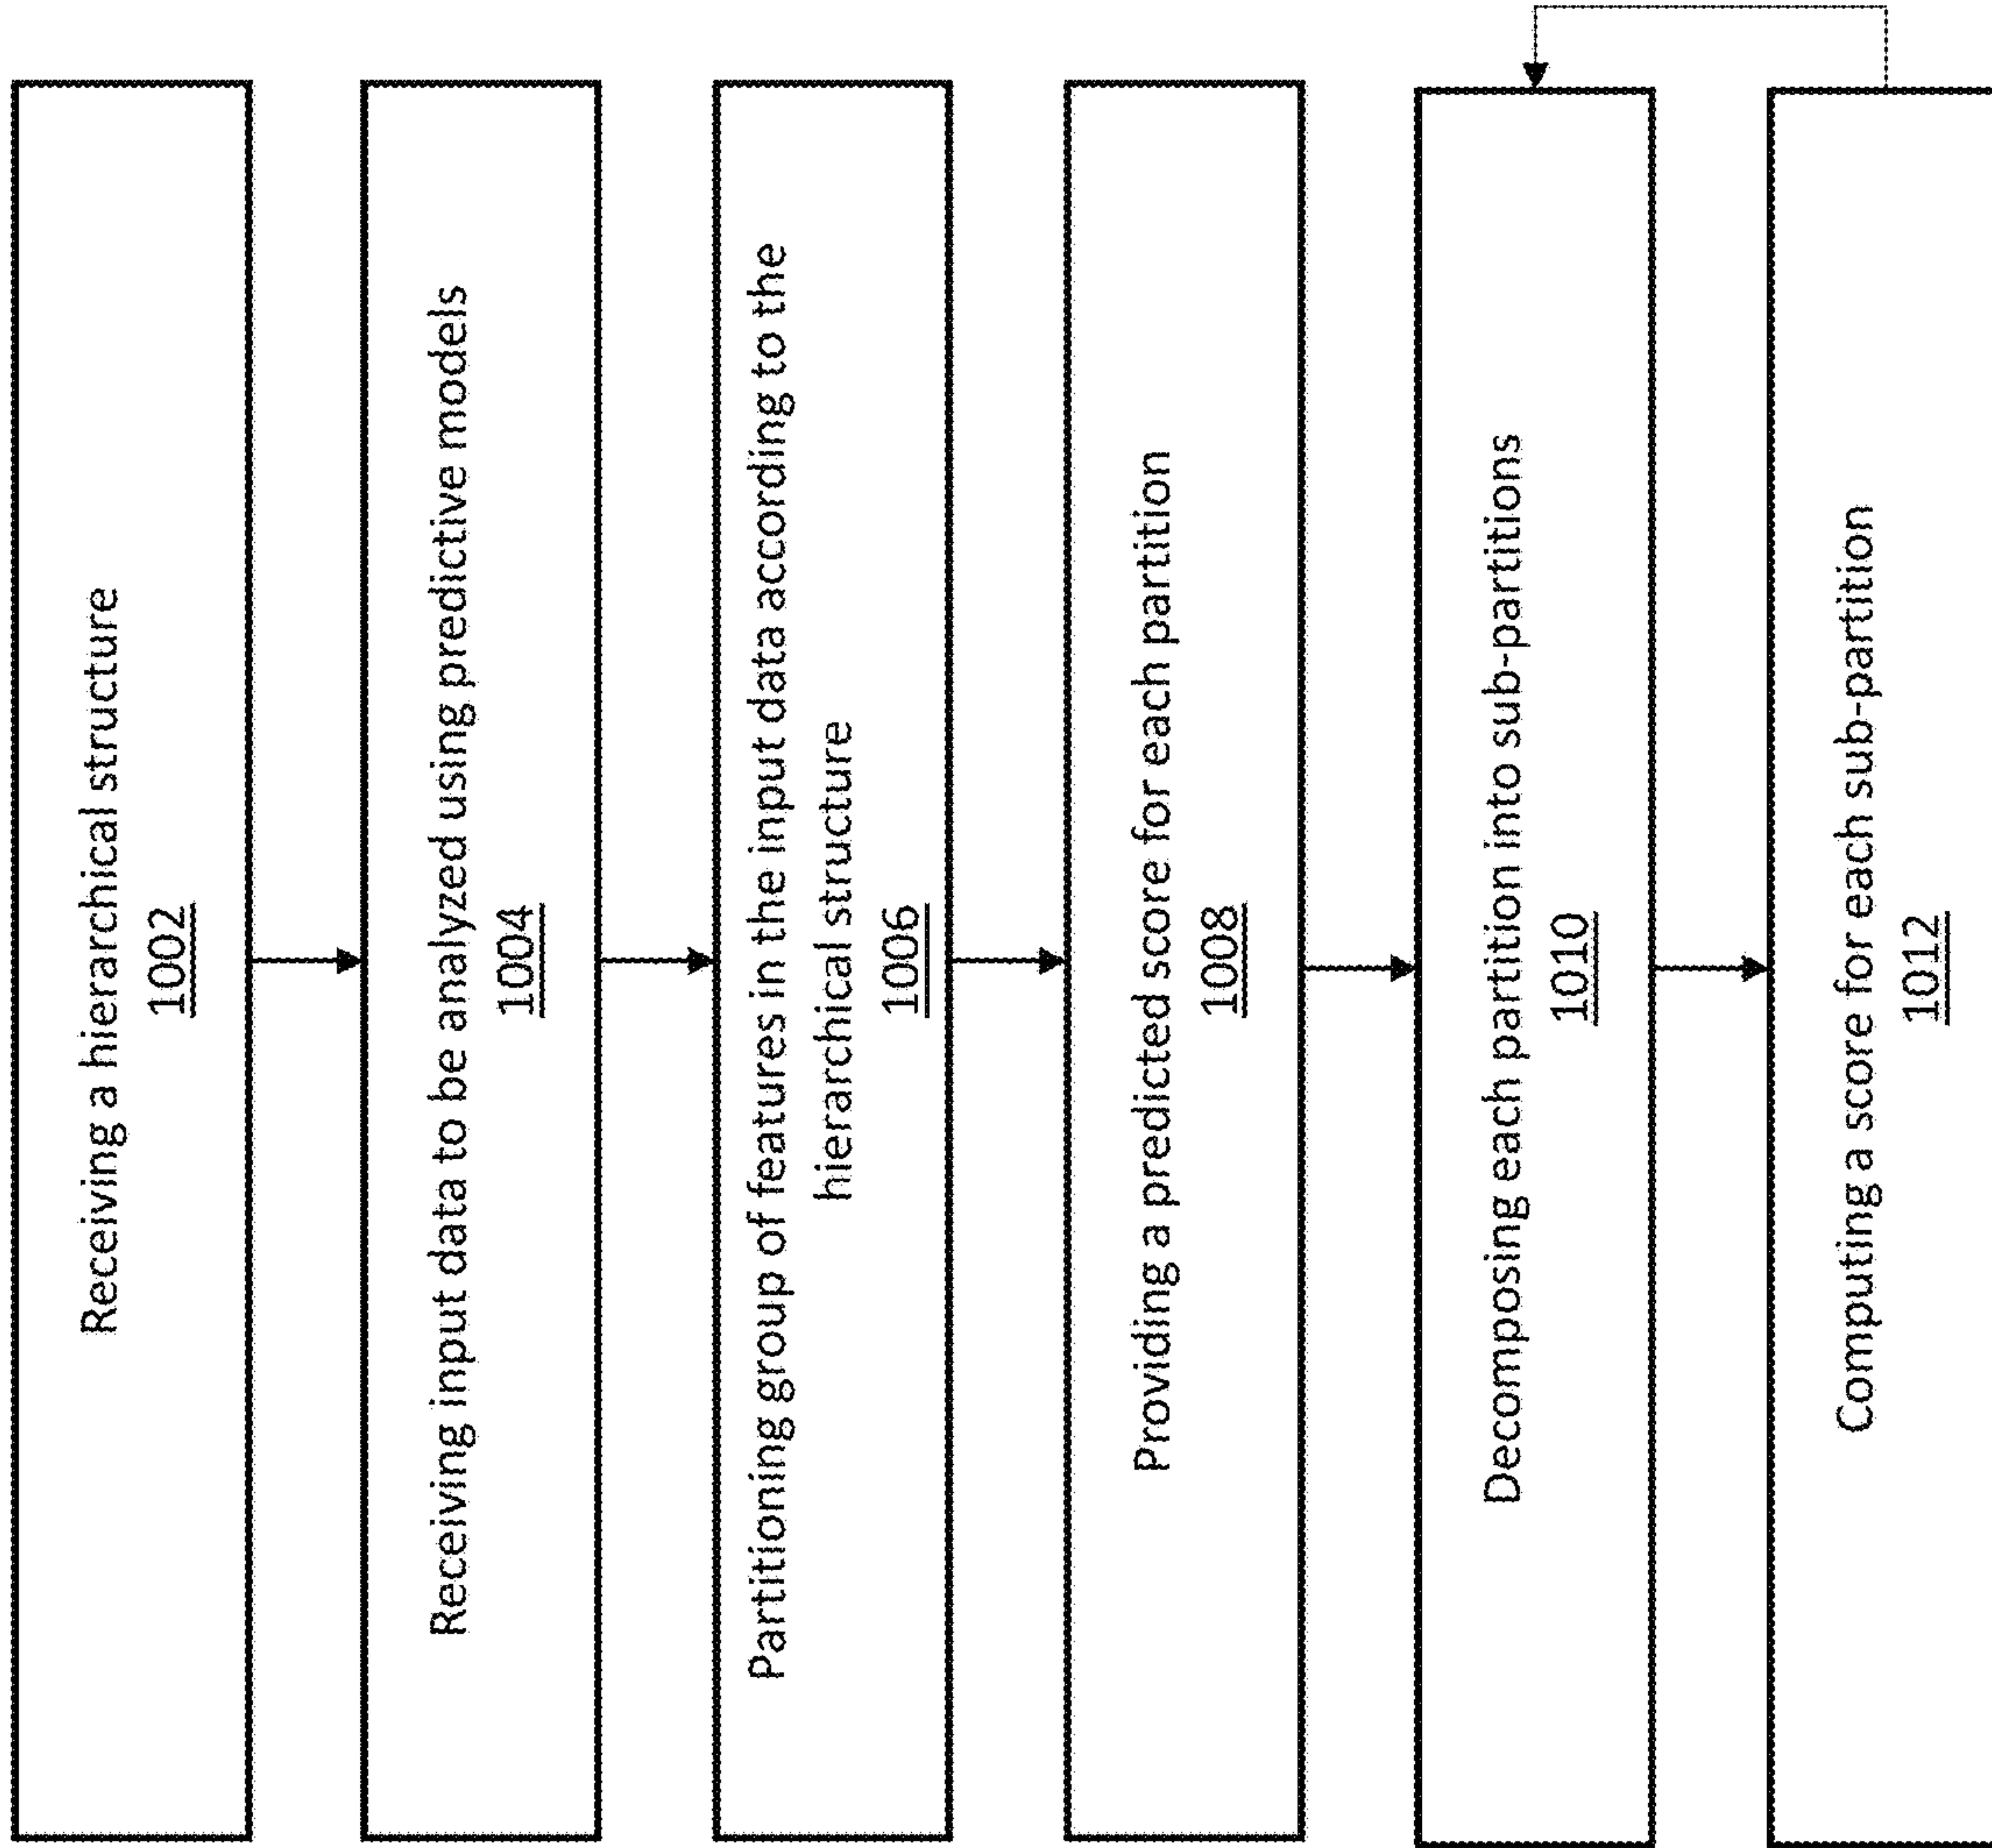 Receiving a hierarchical structure
1002
Receiving input data to be analyzed using predictive models
1004
Partitioning group of features in the input data according to the
hierarchical structure
1006
Providing a predicted score for each partition
1008
Decomposing each partition into sub-partitions
1010
Computing a score for each sub-partition
1012